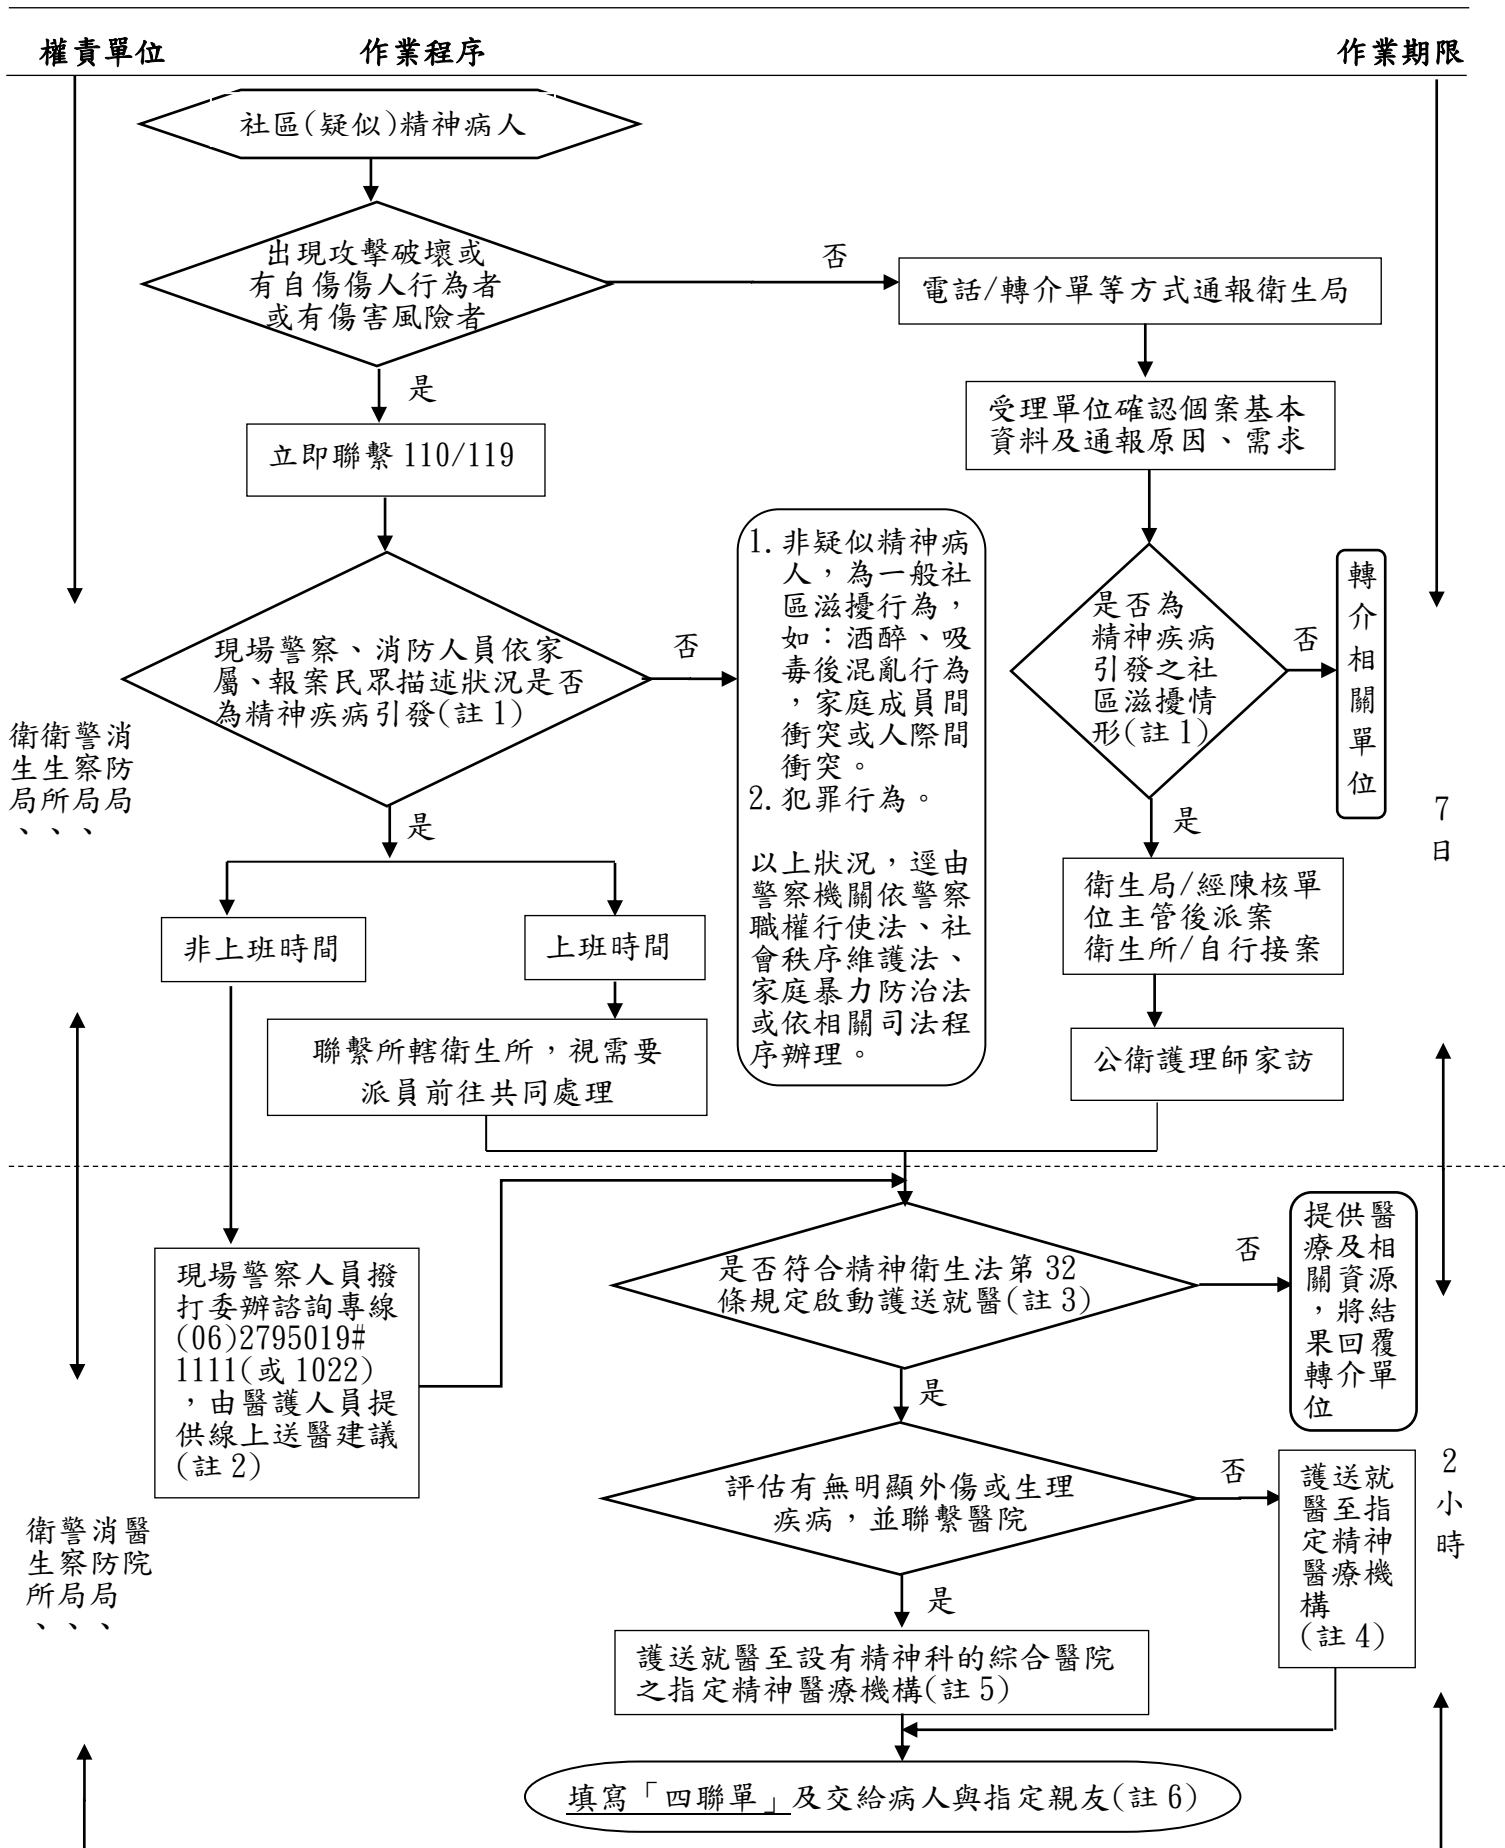 權責單位
作業程序
作業期限
社區(疑似)精神病人
出現攻擊破壞或
有自傷傷人行為者
或有傷害風險者
否
電話/轉介單等方式通報衛生局
是
立即聯繫 110/119
受理單位確認個案基本
資料及通報原因、需求
現場警察、消防人員依家
屬、報案民眾描述狀況是否
為精神疾病引發(註 1)
否
1. 非疑似精神病
人，為一般社
區滋擾行為，
如：酒醉、吸
毒後混亂行為
，家庭成員間
衝突或人際間
衝突。
2. 犯罪行為。
以上狀況，逕由
警察機關依警察
職權行使法、社
會秩序維護法、
家庭暴力防治法
或依相關司法程
序辦理。
是否為
精神疾病
引發之社
區滋擾情
形(註 1)
否
轉介相關單位
衛生局、
衛生所、
警察局、
消防局
7
日
是
非上班時間
上班時間
聯繫所轄衛生所，視需要
派員前往共同處理
是
衛生局/經陳核單
位主管後派案
衛生所/自行接案
公衛護理師家訪
現場警察人員撥
打委辦諮詢專線
(06)2795019#
1111(或 1022)
，由醫護人員提
供線上送醫建議
(註 2)
是否符合精神衛生法第 32
條規定啟動護送就醫(註 3)
否
提供醫
療及相
關資源
，將結
果回覆
轉介單
位
是
評估有無明顯外傷或生理
疾病，並聯繫醫院
否
護送就
醫至指
定精神
醫療機
構
(註 4)
2
小
時
衛生所、
警察局、
消防局、
醫院
是
護送就醫至設有精神科的綜合醫院
之指定精神醫療機構(註 5)
填寫「四聯單」及交給病人與指定親友(註 6)